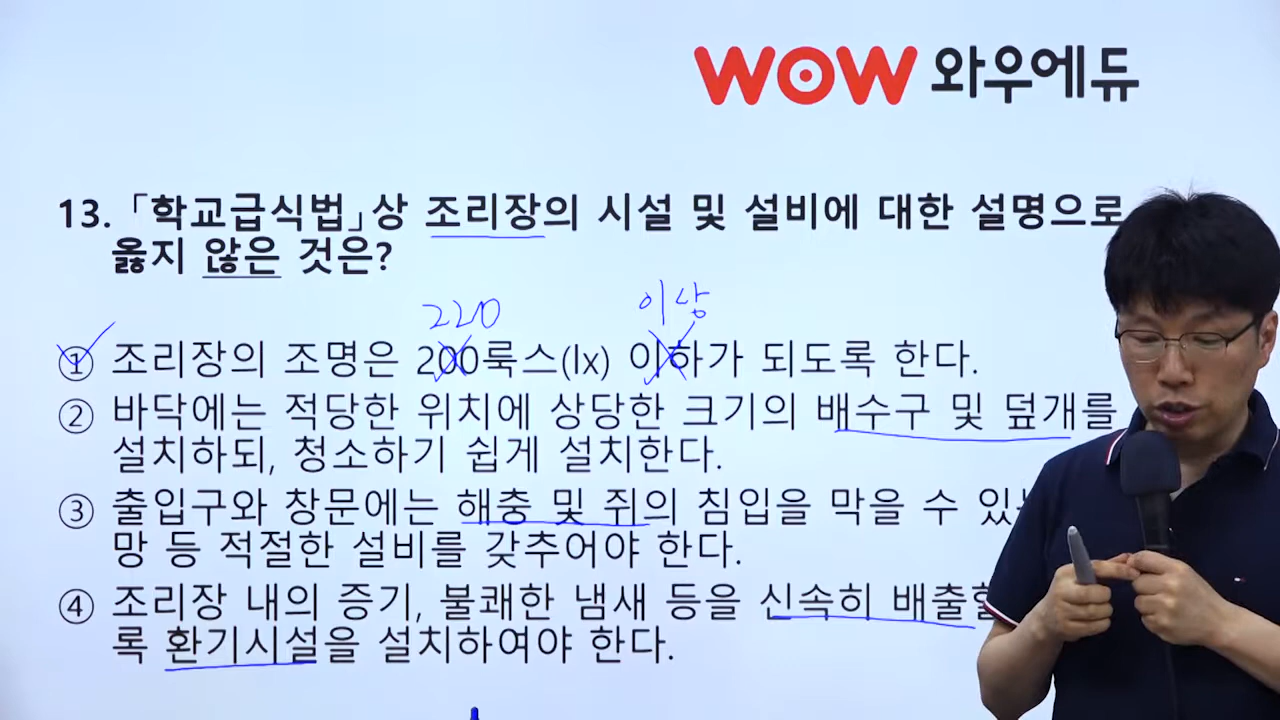 WOW 와우에듀
13. 「학교급식법」상 조리장의 시설 및 설비에 대한 설명으로
옳지 않은 것은?
220 이상
① 조리장의 조명은 200룩스(lx) 이하가 되도록 한다.
② 바닥에는 적당한 위치에 상당한 크기의 배수구 및 덮개를
설치하되, 청소하기 쉽게 설치한다.
③ 출입구와 창문에는 해충 및 쥐의 침입을 막을 수
망 등 적절한 설비를 갖추어야 한다.
④ 조리장 내의 증기, 불쾌한 냄새 등을 신속히
록 환기시설을 설치하여야 한다.